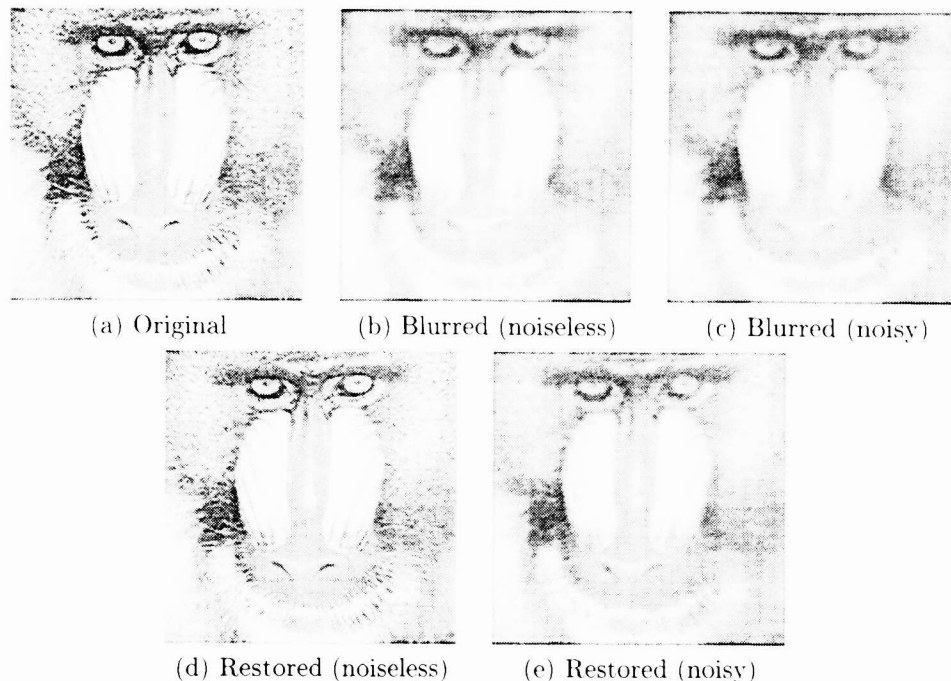 (a) Original
(b) Blurred (noiseless)
(c) Blurred (noisy)
(d) Restored (noiseless)
(e) Restored (noisy)